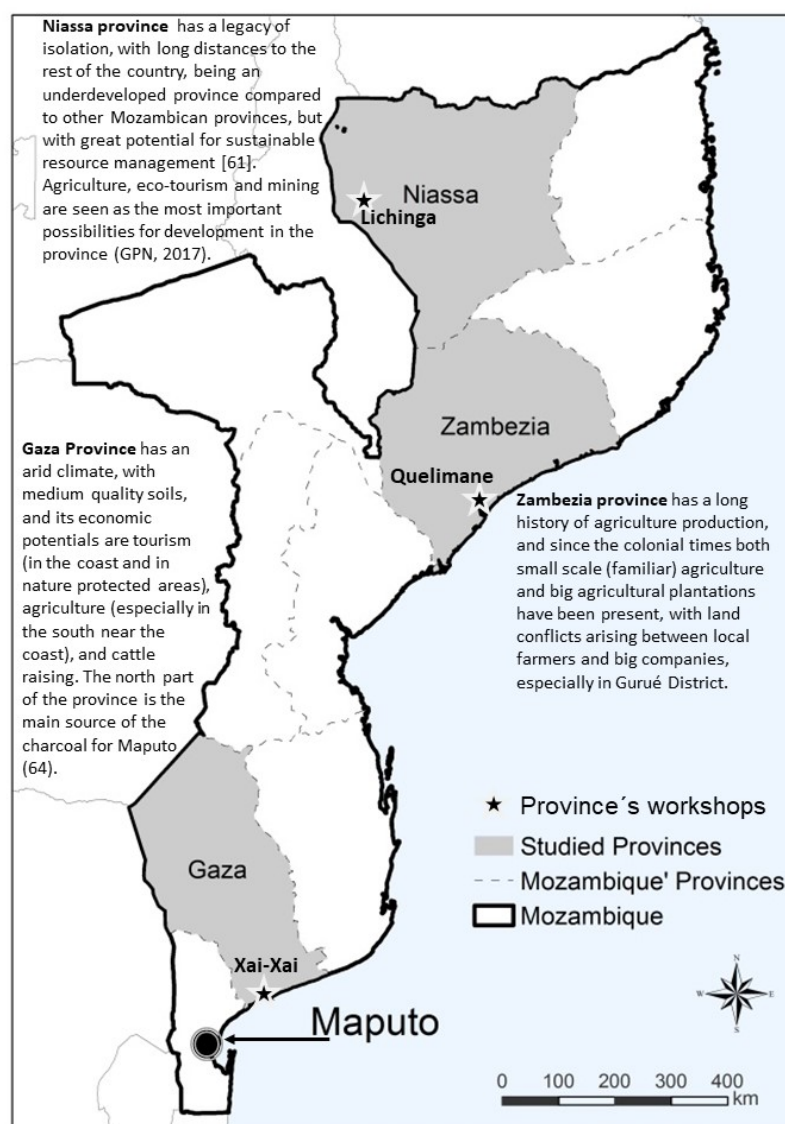 Niassa province has a legacy of
isolation, with long distances to the
rest of the country, being an
underdeveloped province compared
to other Mozambican provinces, but
with great potential for sustainable
resource management [61].
Agriculture, eco-tourism and mining
are seen as the most important
possibilities for development in the
province (GPN, 2017).
Niassa
Lichinga
Zambezia
Quelimane
Gaza Province has an
arid climate, with
medium quality soils,
and its economic
potentials are tourism
(in the coast and in
nature protected areas),
agriculture (especially in
the south near the
coast), and cattle
raising. The north part
of the province is the
main source of the
charcoal for Maputo
(64).
Zambezia province has a long
history of agriculture production,
and since the colonial times both
small scale (familiar) agriculture
and big agricultural plantations
have been present, with land
conflicts arising between local
farmers and big companies,
especially in Gurué District.
Gaza
Xai-Xai
Maputo
Province´s workshops
Studied Provinces
Mozambique' Provinces
Mozambique
N
W E
S
0 100 200 300 400
km